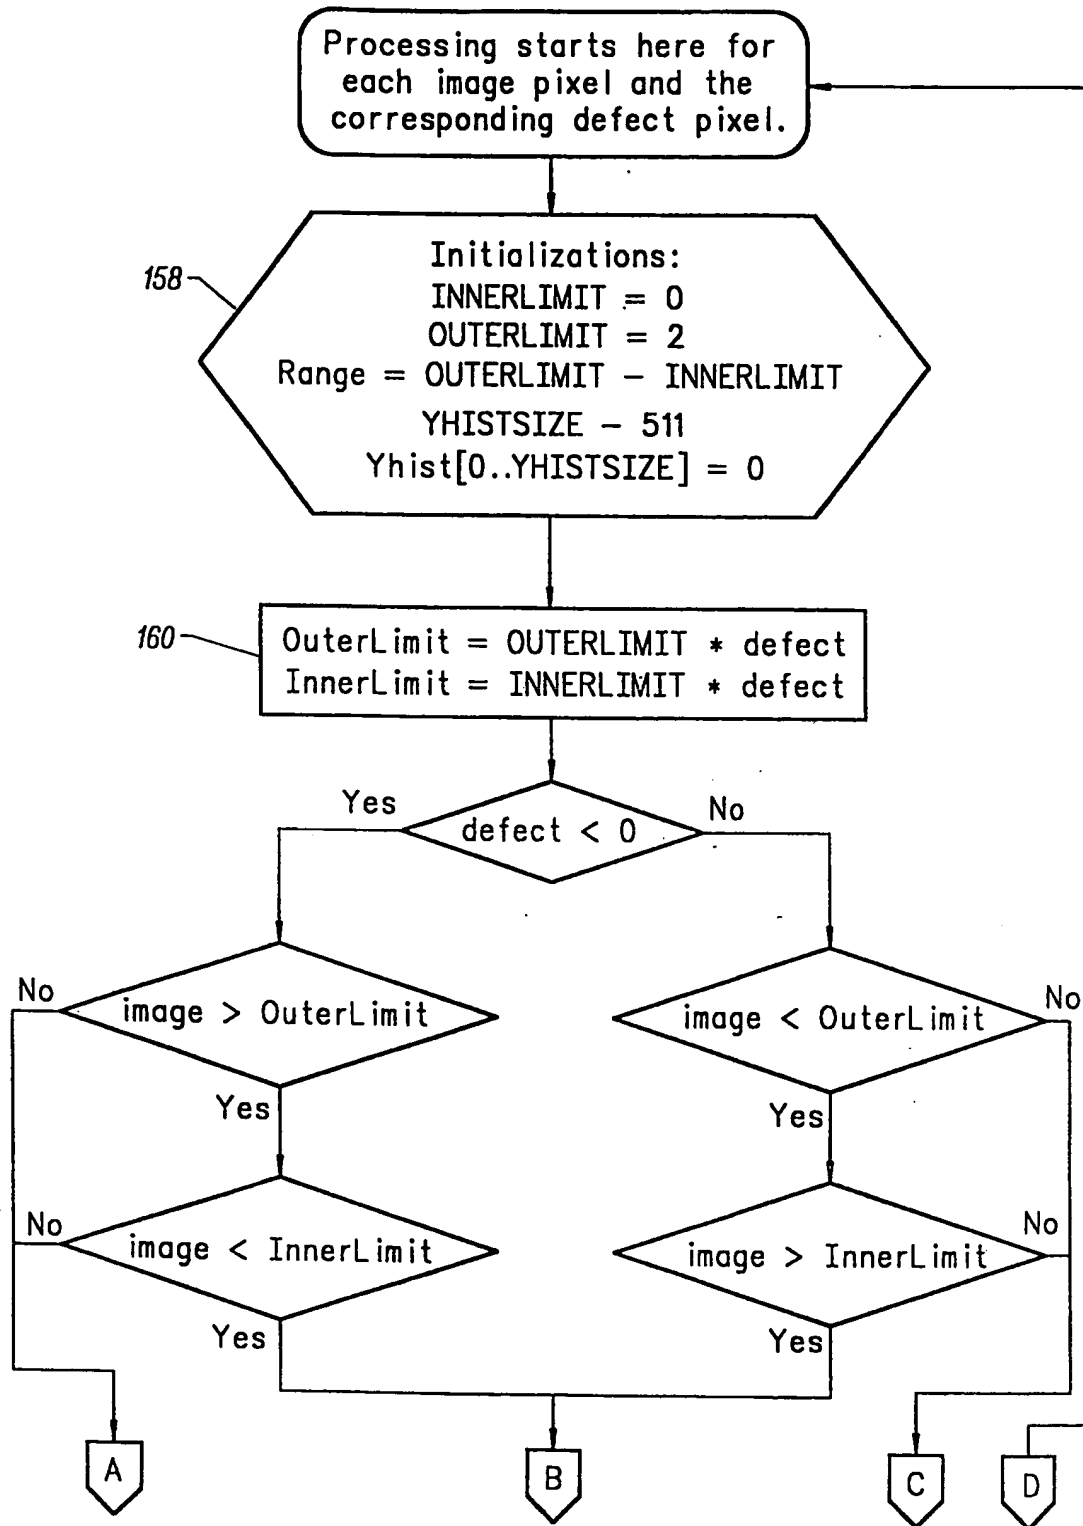 Processing starts here for
each image pixel and the
corresponding defect pixel.
158
Initializations:
INNERLIMIT = 0
OUTERLIMIT = 2
Range = OUTERLIMIT - INNERLIMIT
YHISTSIZE - 511
Yhist[0..YHISTSIZE] = 0
160
OuterLimit = OUTERLIMIT * defect
InnerLimit = INNERLIMIT * defect
Yes
defect < 0
No
No
image > OuterLimit
image < OuterLimit
No
Yes
Yes
No
image < InnerLimit
image > InnerLimit
No
Yes
Yes
A
B
C
D